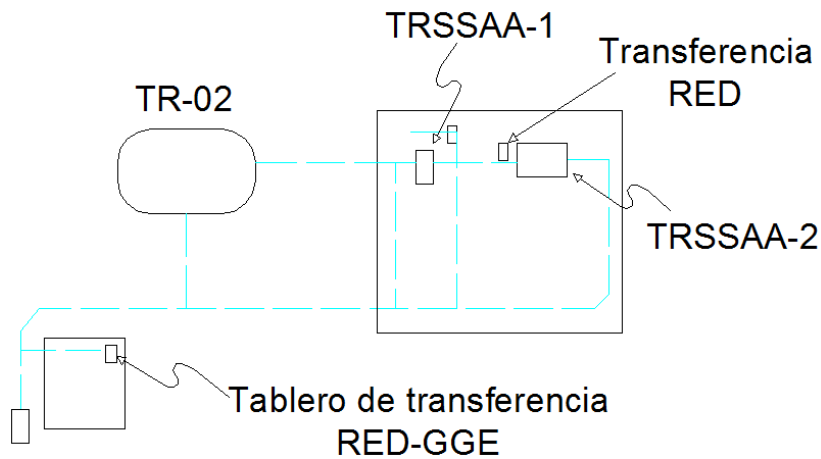 TRSSAA-1
Transferencia
RED
TR-02
TRSSAA-2
Tablero de transferencia
RED-GGE